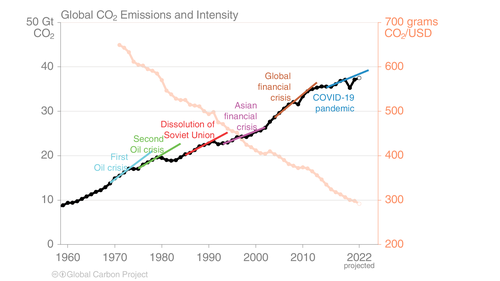 Global CO₂ Emissions and Intensity
50 Gt
CO₂
700 grams
CO₂/USD
40
600
30
500
20
400
10
300
0
200
First
Oil crisis
Second
Oil crisis
Dissolution of
Soviet Union
Asian
financial
crisis
Global
financial
crisis
COVID-19
pandemic
1960
1970
1980
1990
2000
2010
2022
projected
Global Carbon Project